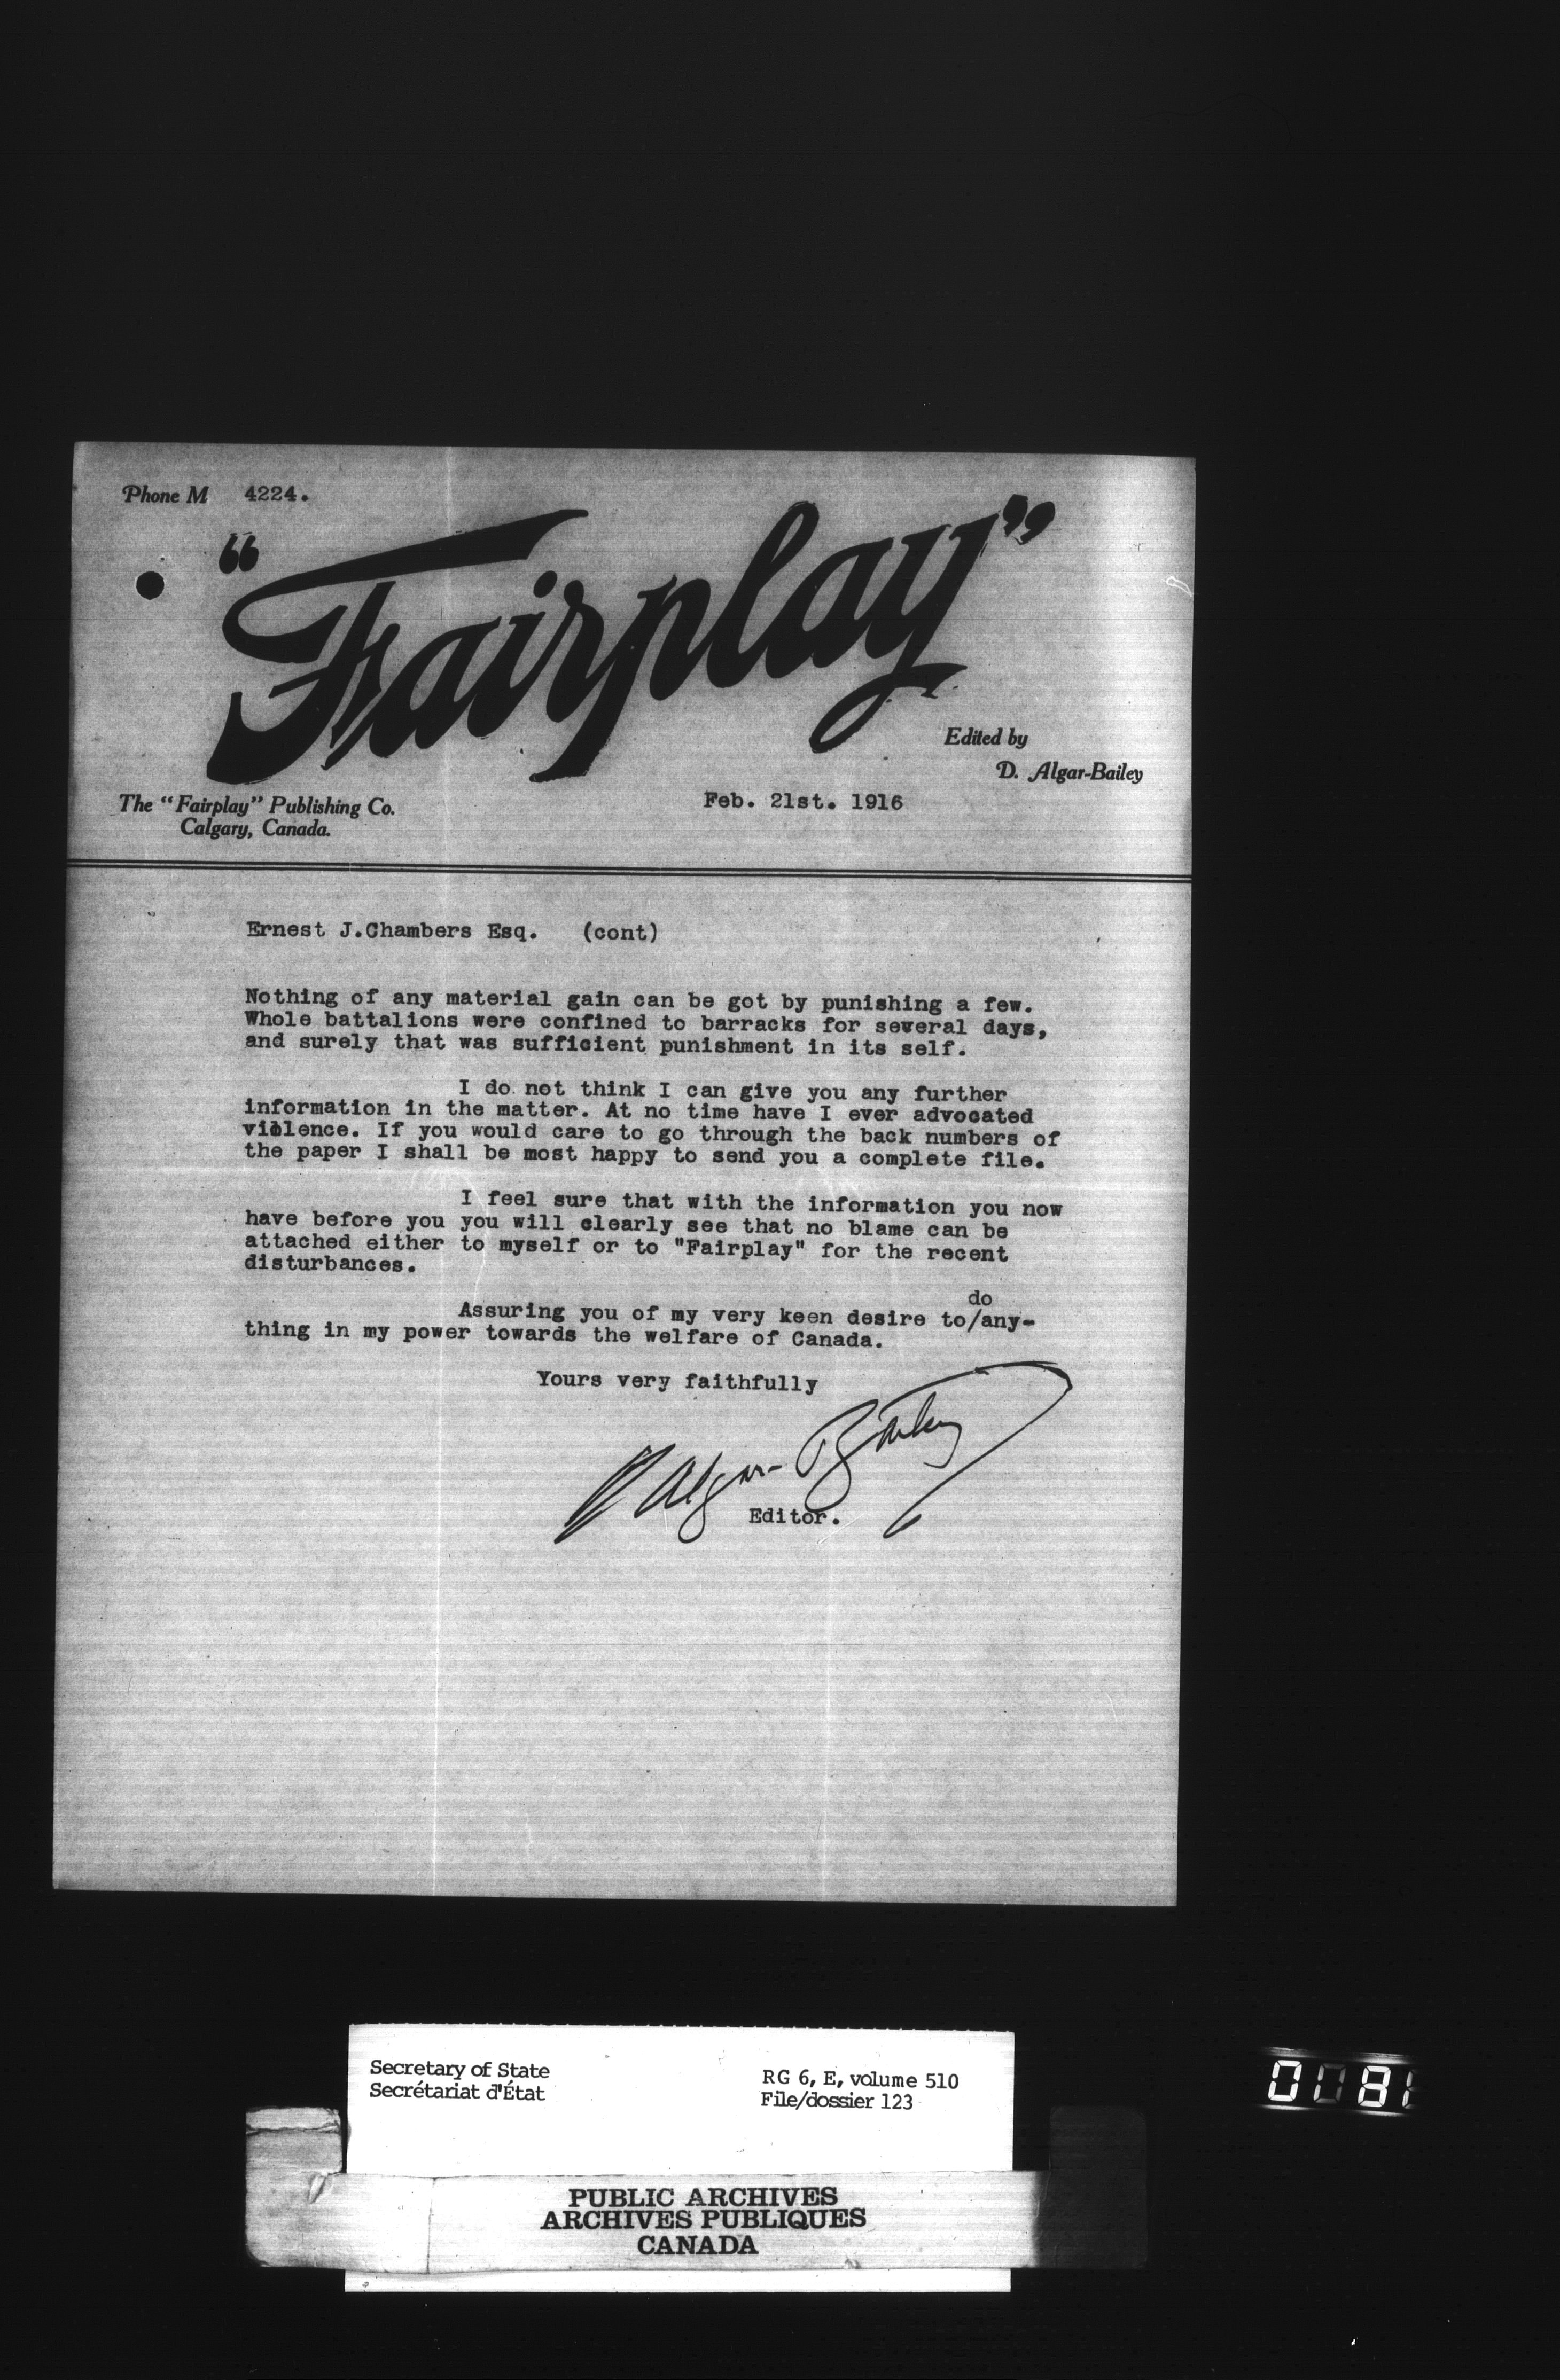 Phone M 4224.
"Fairplay"
Edited by
D. Algar-Bailey
The "Fairplay" Publishing Co.
Calgary, Canada.
Feb. 21st. 1916
Ernest J.Chambers Esq. (cont)
Nothing of any material gain can be got by punishing a few.
Whole battalions were confined to barracks for several days,
and surely that was sufficient punishment in its self.
I do not think I can give you any further
information in the matter. At no time have I ever advocated
violence. If you would care to go through the back numbers of
the paper I shall be most happy to send you a complete file.
I feel sure that with the information you now
have before you you will clearly see that no blame can be
attached either to myself or to "Fairplay" for the recent
disturbances.
do
Assuring you of my very keen desire to/any-
thing in my power towards the welfare of Canada.
Yours very faithfully
D Algar-Bailey
Editor.
Secretary of State
Secrétariat d'État
RG 6, E, volume 510
File/dossier 123
PUBLIC ARCHIVES
ARCHIVES PUBLIQUES
CANADA
0081